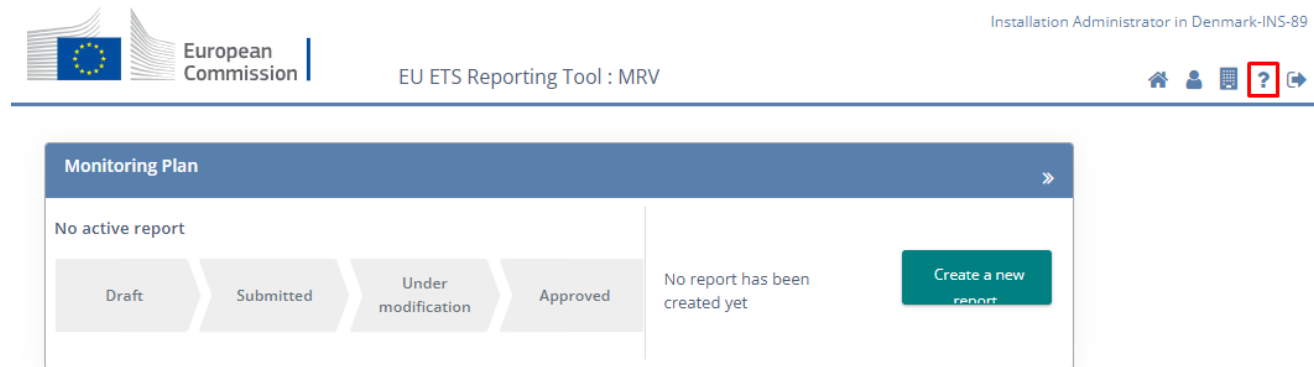 Installation Administrator in Denmark-INS-89
European
Commission
EU ETS Reporting Tool : MRV
?
Monitoring Plan
»
No active report
Draft
Submitted
Under
modification
Approved
No report has been
created yet
Create a new
report